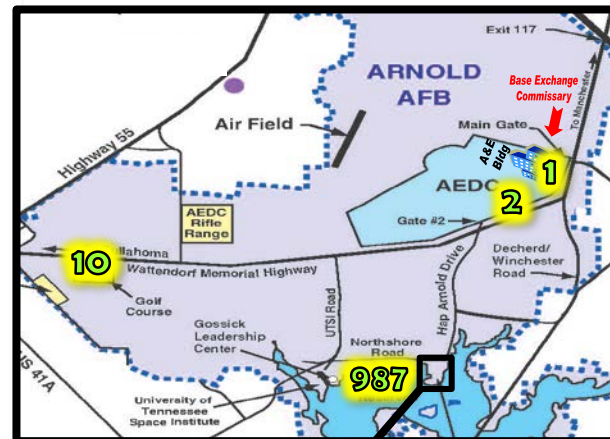 Exit 117
ARNOLD
AFB
Base Exchange
Commissary
To Manchester
Air Field
Main Gate
Highway 55
A&E
Bldg
1
AEDC
2
AEDC
Rifle
Range
Gate #2
Decherd/
Winchester
Road
ullahoma
10
Wattendorf Memorial Highway
Golf
Course
UTSI Road
Hap Arnold Drive
Gossick
Leadership
Center
Northshore
Road
987
US 41A
University of
Tennessee
Space Institute